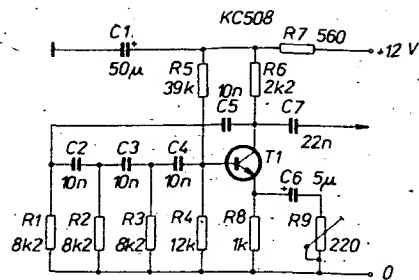 KC508
C1
+
50μ
R7 560
+12 V
R5
39k
R6
2k2
10n
C5
C7
22n
C2
10n
C3
10n
C4
10n
T1
+
C6 5μ
R1
8k2
R2
8k2
R3
8k2
R4
12k
R8
1k
R9
220
0